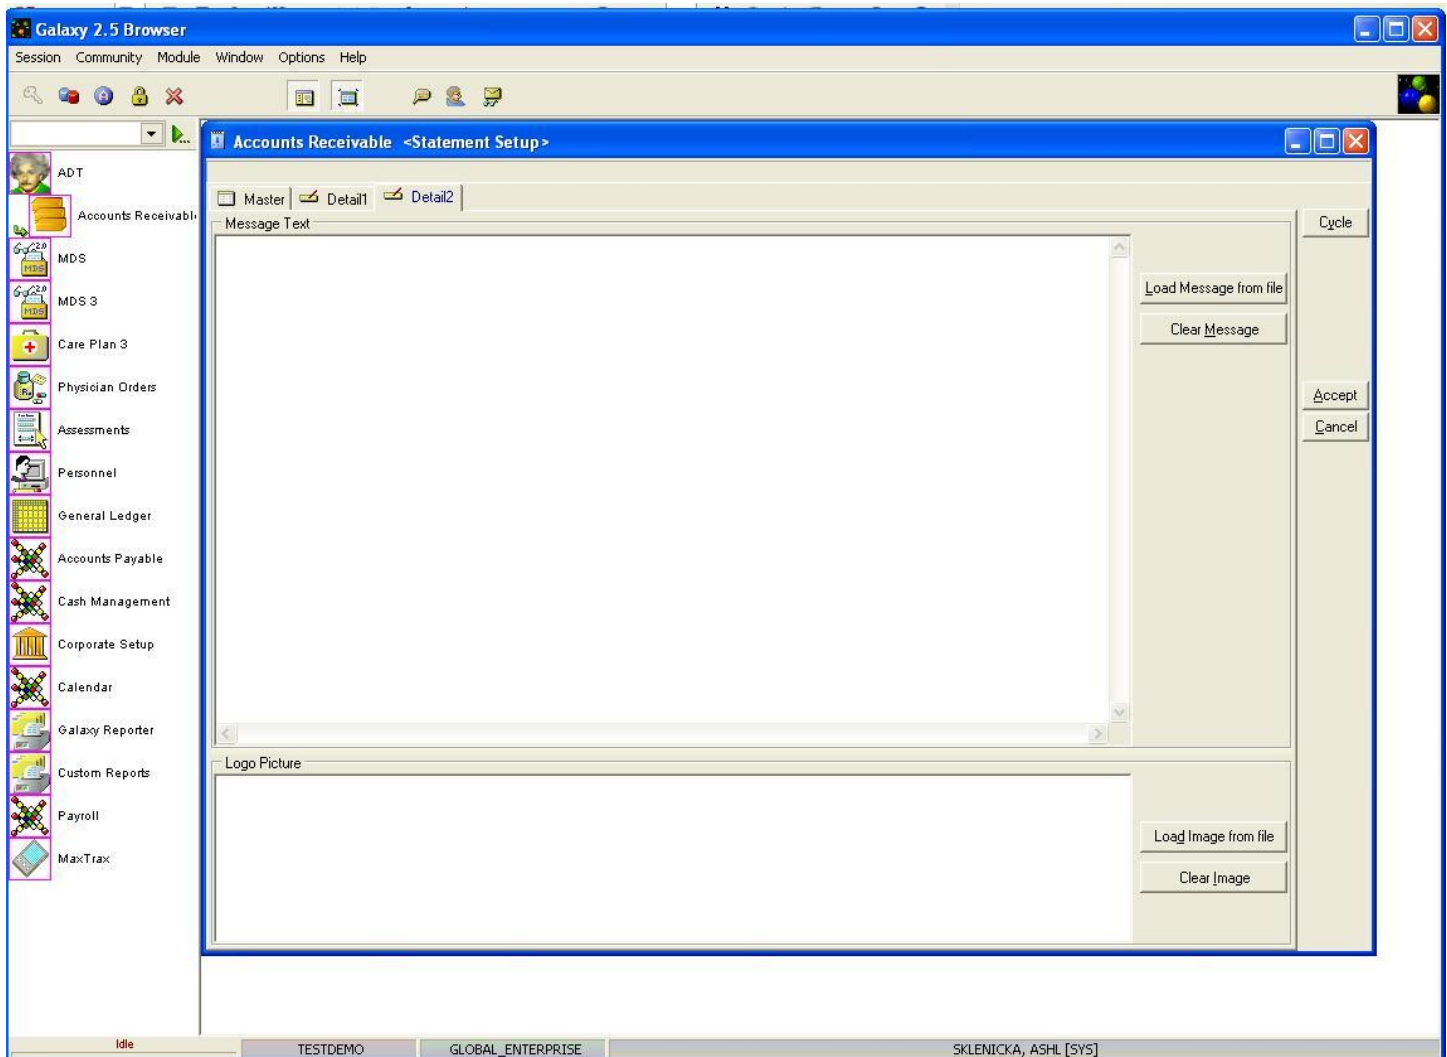 Galaxy 2.5 Browser
Session Community Module Window Options Help
Accounts Receivable <Statement Setup>
ADT
Accounts Receivabl
MDS
MDS 3
Care Plan 3
Physician Orders
Assessments
Personnel
General Ledger
Accounts Payable
Cash Management
Corporate Setup
Calendar
Galaxy Reporter
Custom Reports
Payroll
MaxTrax
Master Detail1 Detail2
Message Text
Load Message from file
Clear Message
Cycle
Accept
Cancel
Logo Picture
Load Image from file
Clear Image
Idle TESTDEMO GLOBAL_ENTERPRISE SKLENICKA, ASHL [SYS]